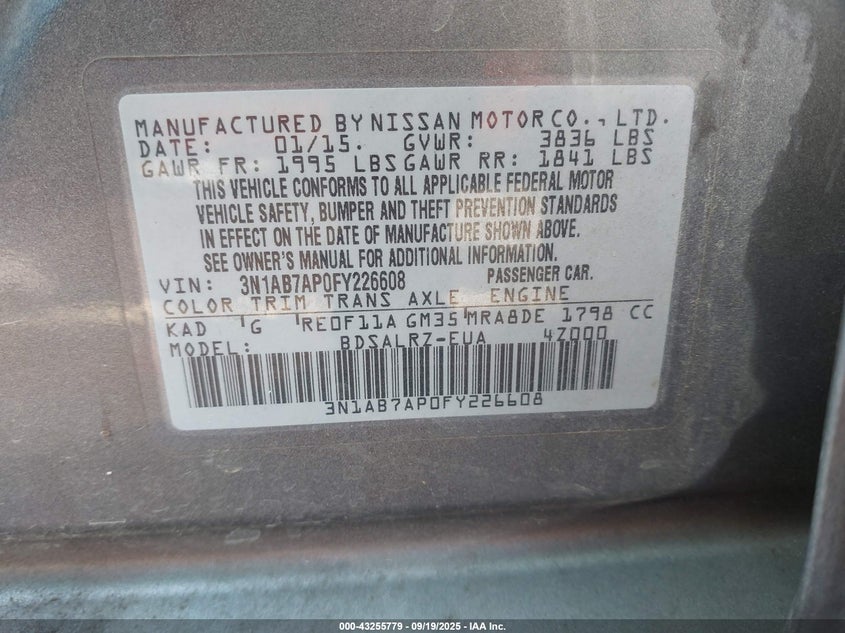 MANUFACTURED BY NISSAN MOTOR CO., LTD.
DATE: 01/15. GVWR: 3836 LBS
GAWR FR: 1995 LBS GAWR RR: 1841 LBS
THIS VEHICLE CONFORMS TO ALL APPLICABLE FEDERAL MOTOR
VEHICLE SAFETY, BUMPER AND THEFT PREVENTION STANDARDS
IN EFFECT ON THE DATE OF MANUFACTURE SHOWN ABOVE.
SEE OWNER'S MANUAL FOR ADDITIONAL INFORMATION.
VIN: 3N1AB7AP0FY226608 PASSENGER CAR.
COLOR TRIM TRANS AXLE ENGINE
KAD G RE0F11A GM35 MRA8DE 1798 CC
MODEL: BDSALRZ-EUA 4Z000
3N1AB7AP0FY226608
000-43255779 - 09/19/2025 - IAA Inc.